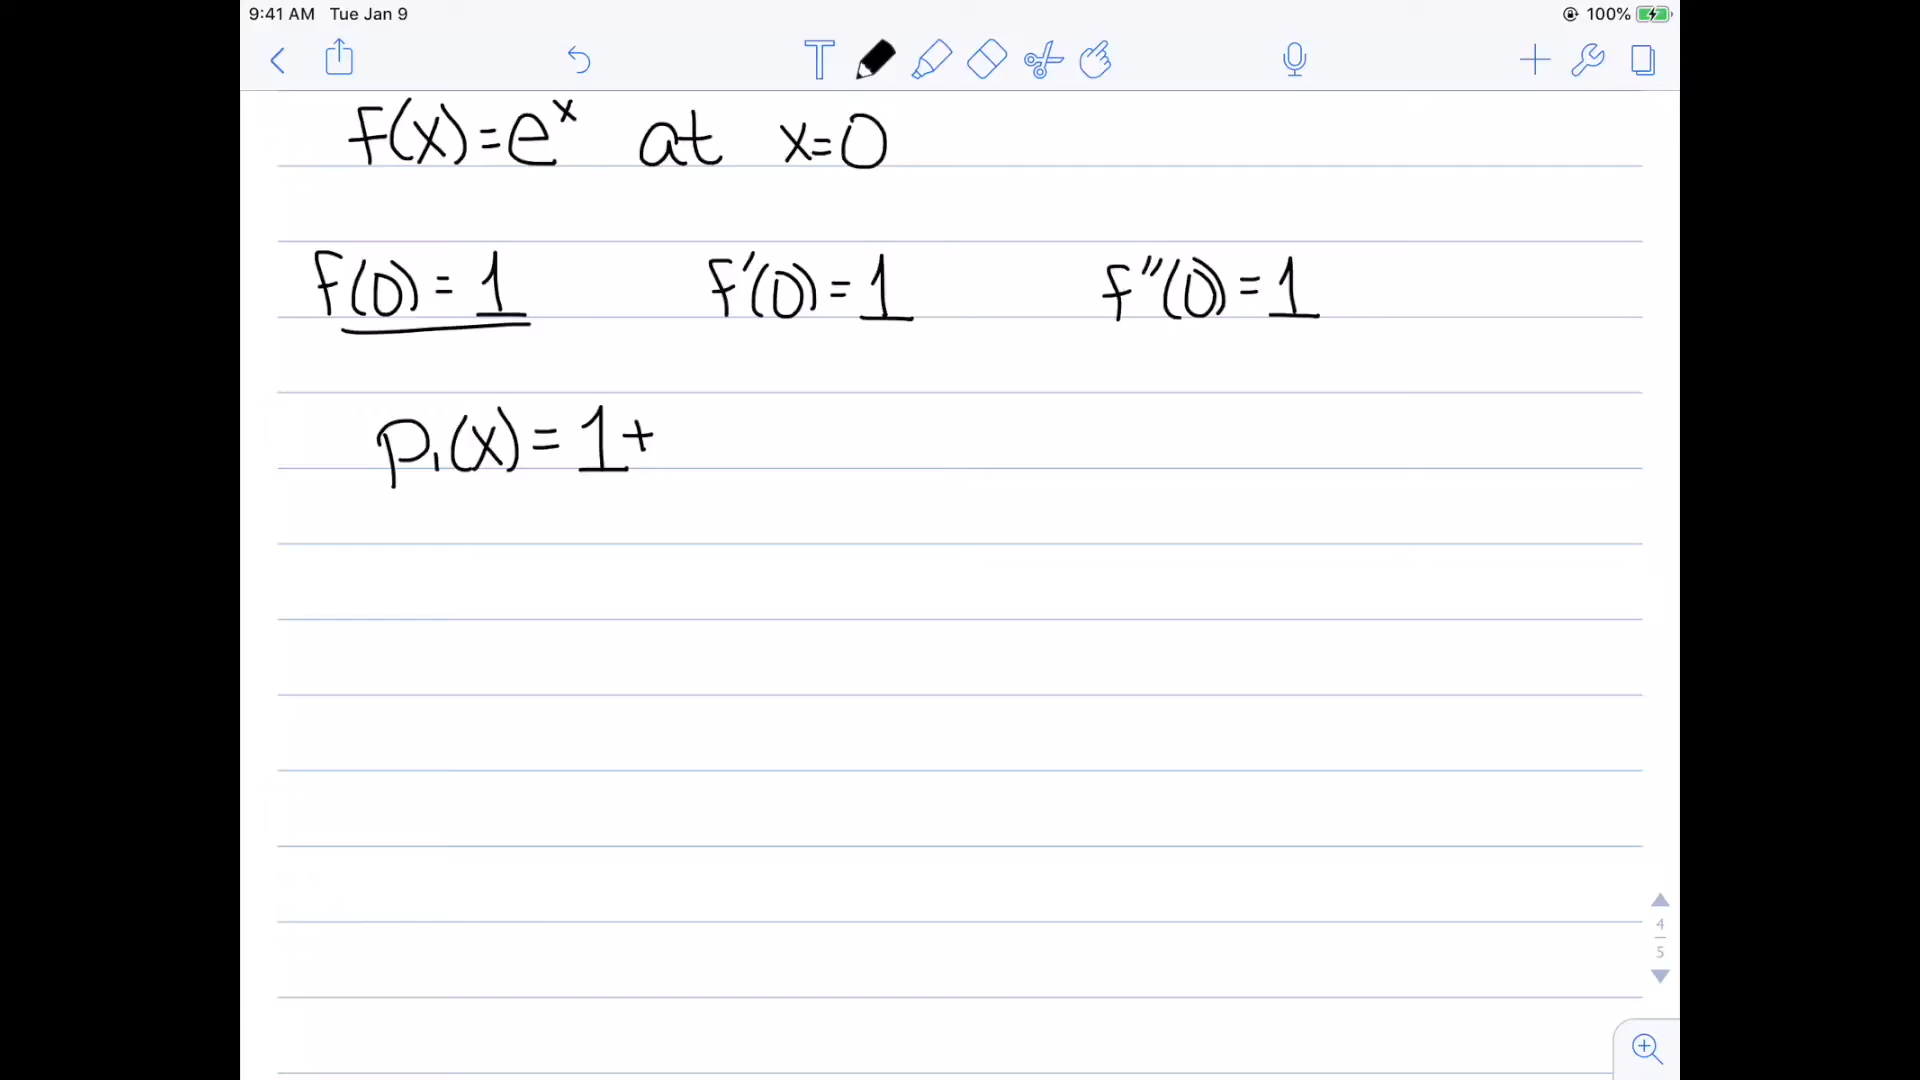 9:41 AM Tue Jan 9 100%
T
f(x)=eˣ at x=0
f(0)=1 f'(0)=1 f''(0)=1
p₁(x)=1+
4
5